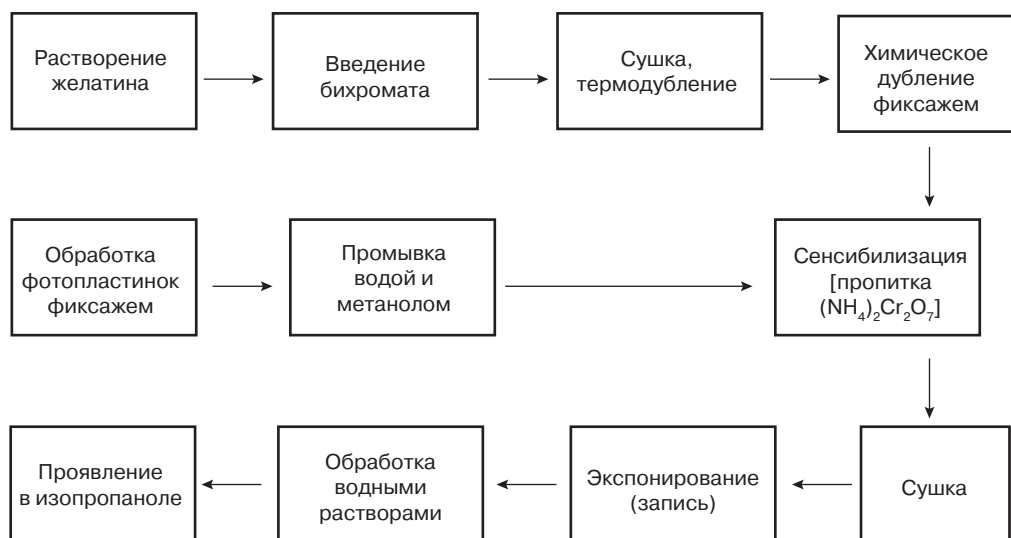 Растворение
желатина
Введение
бихромата
Сушка,
термодубление
Химическое
дубление
фиксажем
Обработка
фотопластинок
фиксажем
Промывка
водой и
метанолом
Сенсибилизация
[пропитка
(NH₄)₂Cr₂O₇]
Проявление
в изопропаноле
Обработка
водными
растворами
Экспонирование
(запись)
Сушка